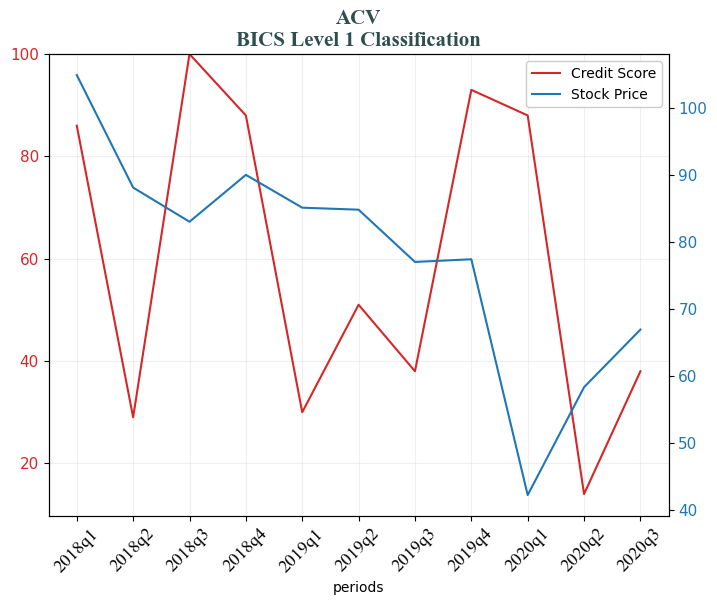 ACV
BICS Level 1 Classification
Credit Score
Stock Price
100
80
60
40
20
100
90
80
70
60
50
40
2018q1
2018q2
2018q3
2018q4
2019q1
2019q2
2019q3
2019q4
2020q1
2020q2
2020q3
periods